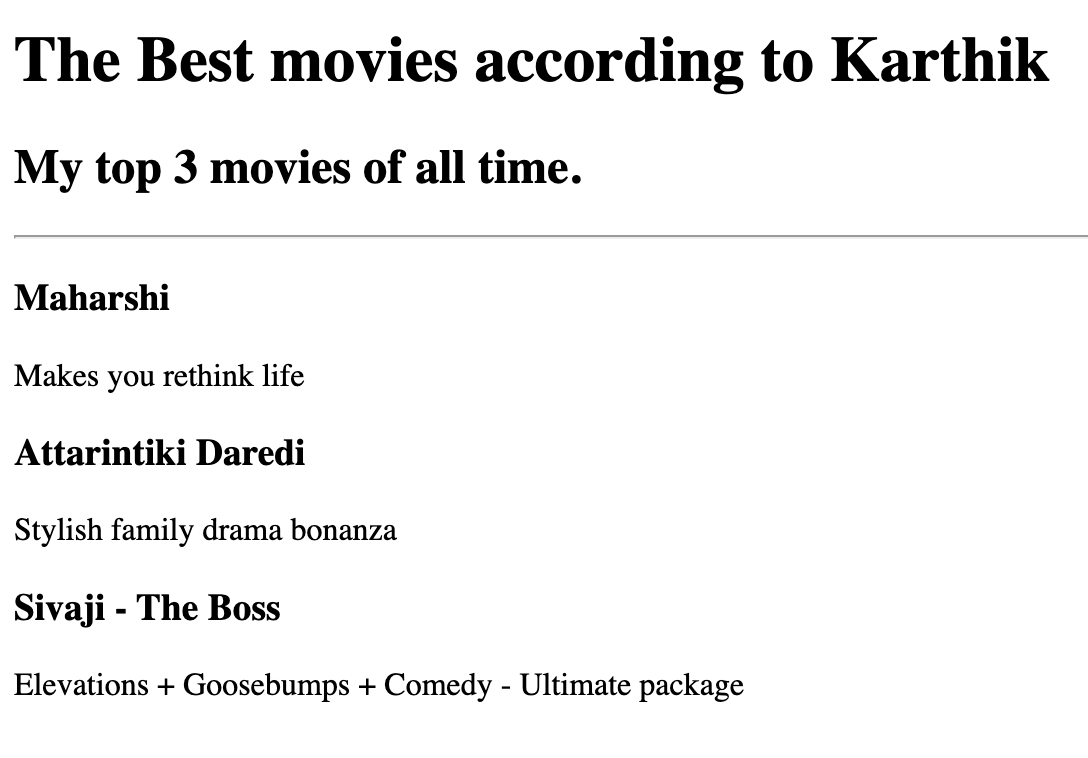 The Best movies according to Karthik
My top 3 movies of all time.
Maharshi
Makes you rethink life
Attarintiki Daredi
Stylish family drama bonanza
Sivaji - The Boss
Elevations + Goosebumps + Comedy - Ultimate package